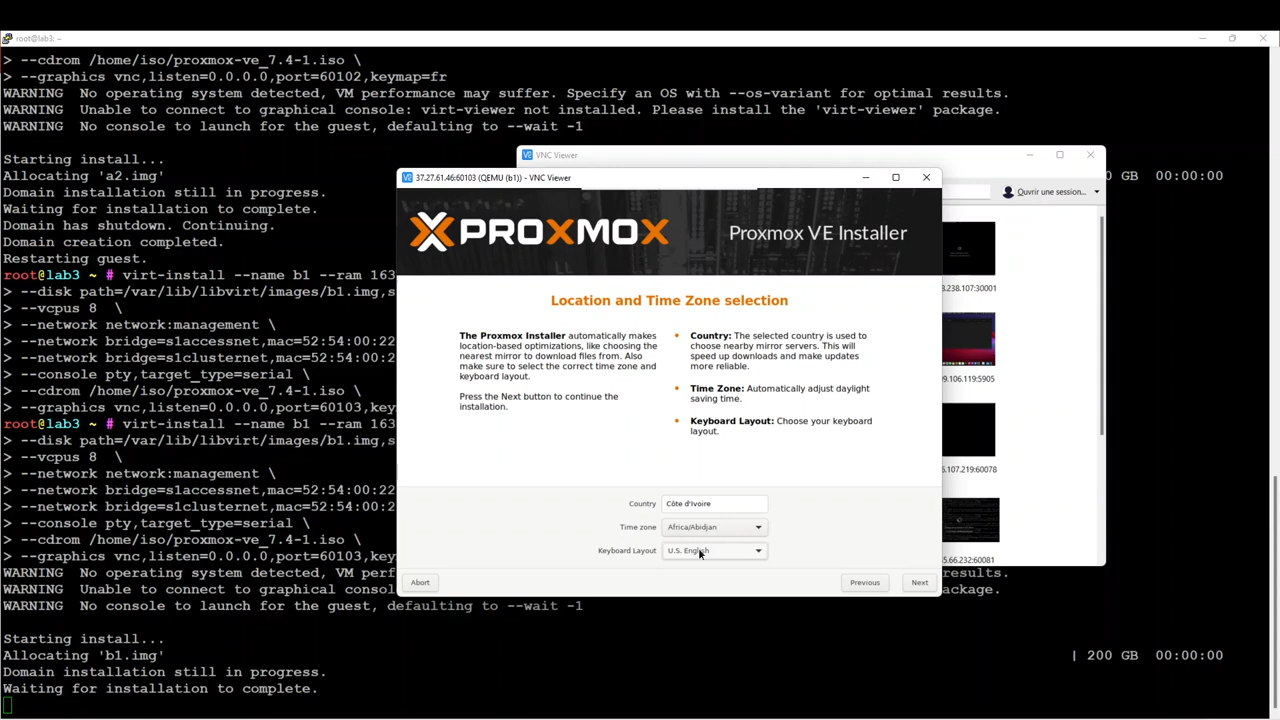 root@lab3: ~
> --cdrom /home/iso/proxmox-ve_7.4-1.iso \
> --graphics vnc,listen=0.0.0.0,port=60102,keymap=fr
WARNING  No operating system detected, VM performance may suffer. Specify an OS with --os-variant for optimal results.
WARNING  Unable to connect to graphical console: virt-viewer not installed. Please install the 'virt-viewer' package.
WARNING  No console to launch for the guest, defaulting to --wait -1
Starting install...
Allocating 'a2.img'
GB  00:00:00
Domain installation still in progress.
Waiting for installation to complete.
Domain has shutdown. Continuing.
Domain creation completed.
Restarting guest.
root@lab3 ~ # virt-install --name b1 --ram 163
> --disk path=/var/lib/libvirt/images/b1.img,s
> --vcpus 8  \
> --network network:management \
> --network bridge=s1accessnet,mac=52:54:00:22
> --network bridge=s1clusternet,mac=52:54:00:2
> --console pty,target_type=serial \
> --cdrom /home/iso/proxmox-ve_7.4-1.iso \
> --graphics vnc,listen=0.0.0.0,port=60103,key
root@lab3 ~ # virt-install --name b1 --ram 163
> --disk path=/var/lib/libvirt/images/b1.img,s
> --vcpus 8  \
> --network network:management \
> --network bridge=s1accessnet,mac=52:54:00:22
> --network bridge=s1clusternet,mac=52:54:00:2
> --console pty,target_type=serial \
> --cdrom /home/iso/proxmox-ve_7.4-1.iso \
> --graphics vnc,listen=0.0.0.0,port=60103,key
WARNING  No operating system detected, VM perf
results.
WARNING  Unable to connect to graphical consol
ackage.
WARNING  No console to launch for the guest, defaulting to --wait -1
Starting install...
Allocating 'b1.img' | 200 GB  00:00:00
Domain installation still in progress.
Waiting for installation to complete.
VNC Viewer
Ouvrir une session...
.238.107:30001
09.106.119:5905
.107.219:60078
5.66.232:60081
37.27.61.46:60103 (QEMU (b1)) - VNC Viewer
PROXMOX
Proxmox VE Installer
Location and Time Zone selection
The Proxmox Installer automatically makes
location-based optimizations, like choosing the
nearest mirror to download files from. Also
make sure to select the correct time zone and
keyboard layout.
Press the Next button to continue the
installation.
Country: The selected country is used to
choose nearby mirror servers. This will
speed up downloads and make updates
more reliable.
Time Zone: Automatically adjust daylight
saving time.
Keyboard Layout: Choose your keyboard
layout.
Country Côte d'Ivoire
Time zone Africa/Abidjan
Keyboard Layout U.S. English
Abort
Previous
Next